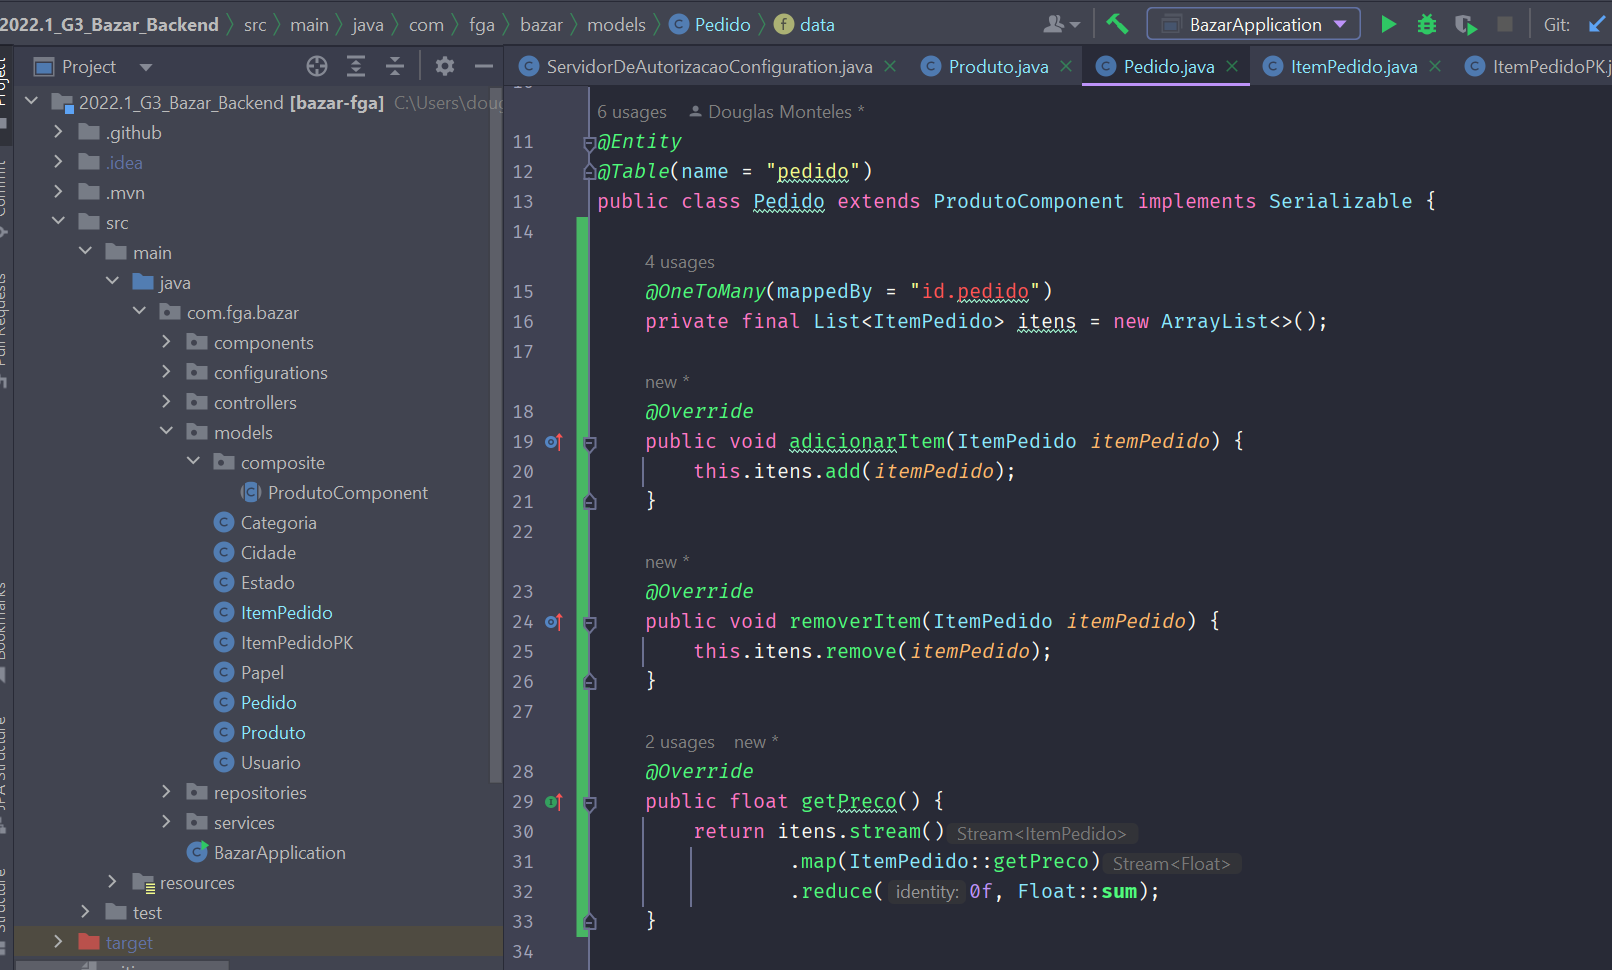 2022.1_G3_Bazar_Backend src main java com fga bazar models Pedido data BazarApplication Git:
Project
ServidorDeAutorizacaoConfiguration.java Produto.java Pedido.java ItemPedido.java ItemPedidoPK.j
2022.1_G3_Bazar_Backend [bazar-fga] C:\Users\doug
.github
.idea
.mvn
src
main
java
com.fga.bazar
components
configurations
controllers
models
composite
ProdutoComponent
Categoria
Cidade
Estado
ItemPedido
ItemPedidoPK
Papel
Pedido
Produto
Usuario
repositories
services
BazarApplication
resources
test
target
Project
Commit
Pull Requests
Bookmarks
JPA Structure
Structure
6 usages Douglas Monteles *
11 @Entity
12 @Table(name = "pedido")
13 public class Pedido extends ProdutoComponent implements Serializable {
14
4 usages
15 @OneToMany(mappedBy = "id.pedido")
16 private final List<ItemPedido> itens = new ArrayList<>();
17
new *
18 @Override
19 public void adicionarItem(ItemPedido itemPedido) {
20 this.itens.add(itemPedido);
21 }
22
new *
23 @Override
24 public void removerItem(ItemPedido itemPedido) {
25 this.itens.remove(itemPedido);
26 }
27
2 usages new *
28 @Override
29 public float getPreco() {
30 return itens.stream() Stream<ItemPedido>
31 .map(ItemPedido::getPreco) Stream<Float>
32 .reduce( identity: 0f, Float::sum);
33 }
34